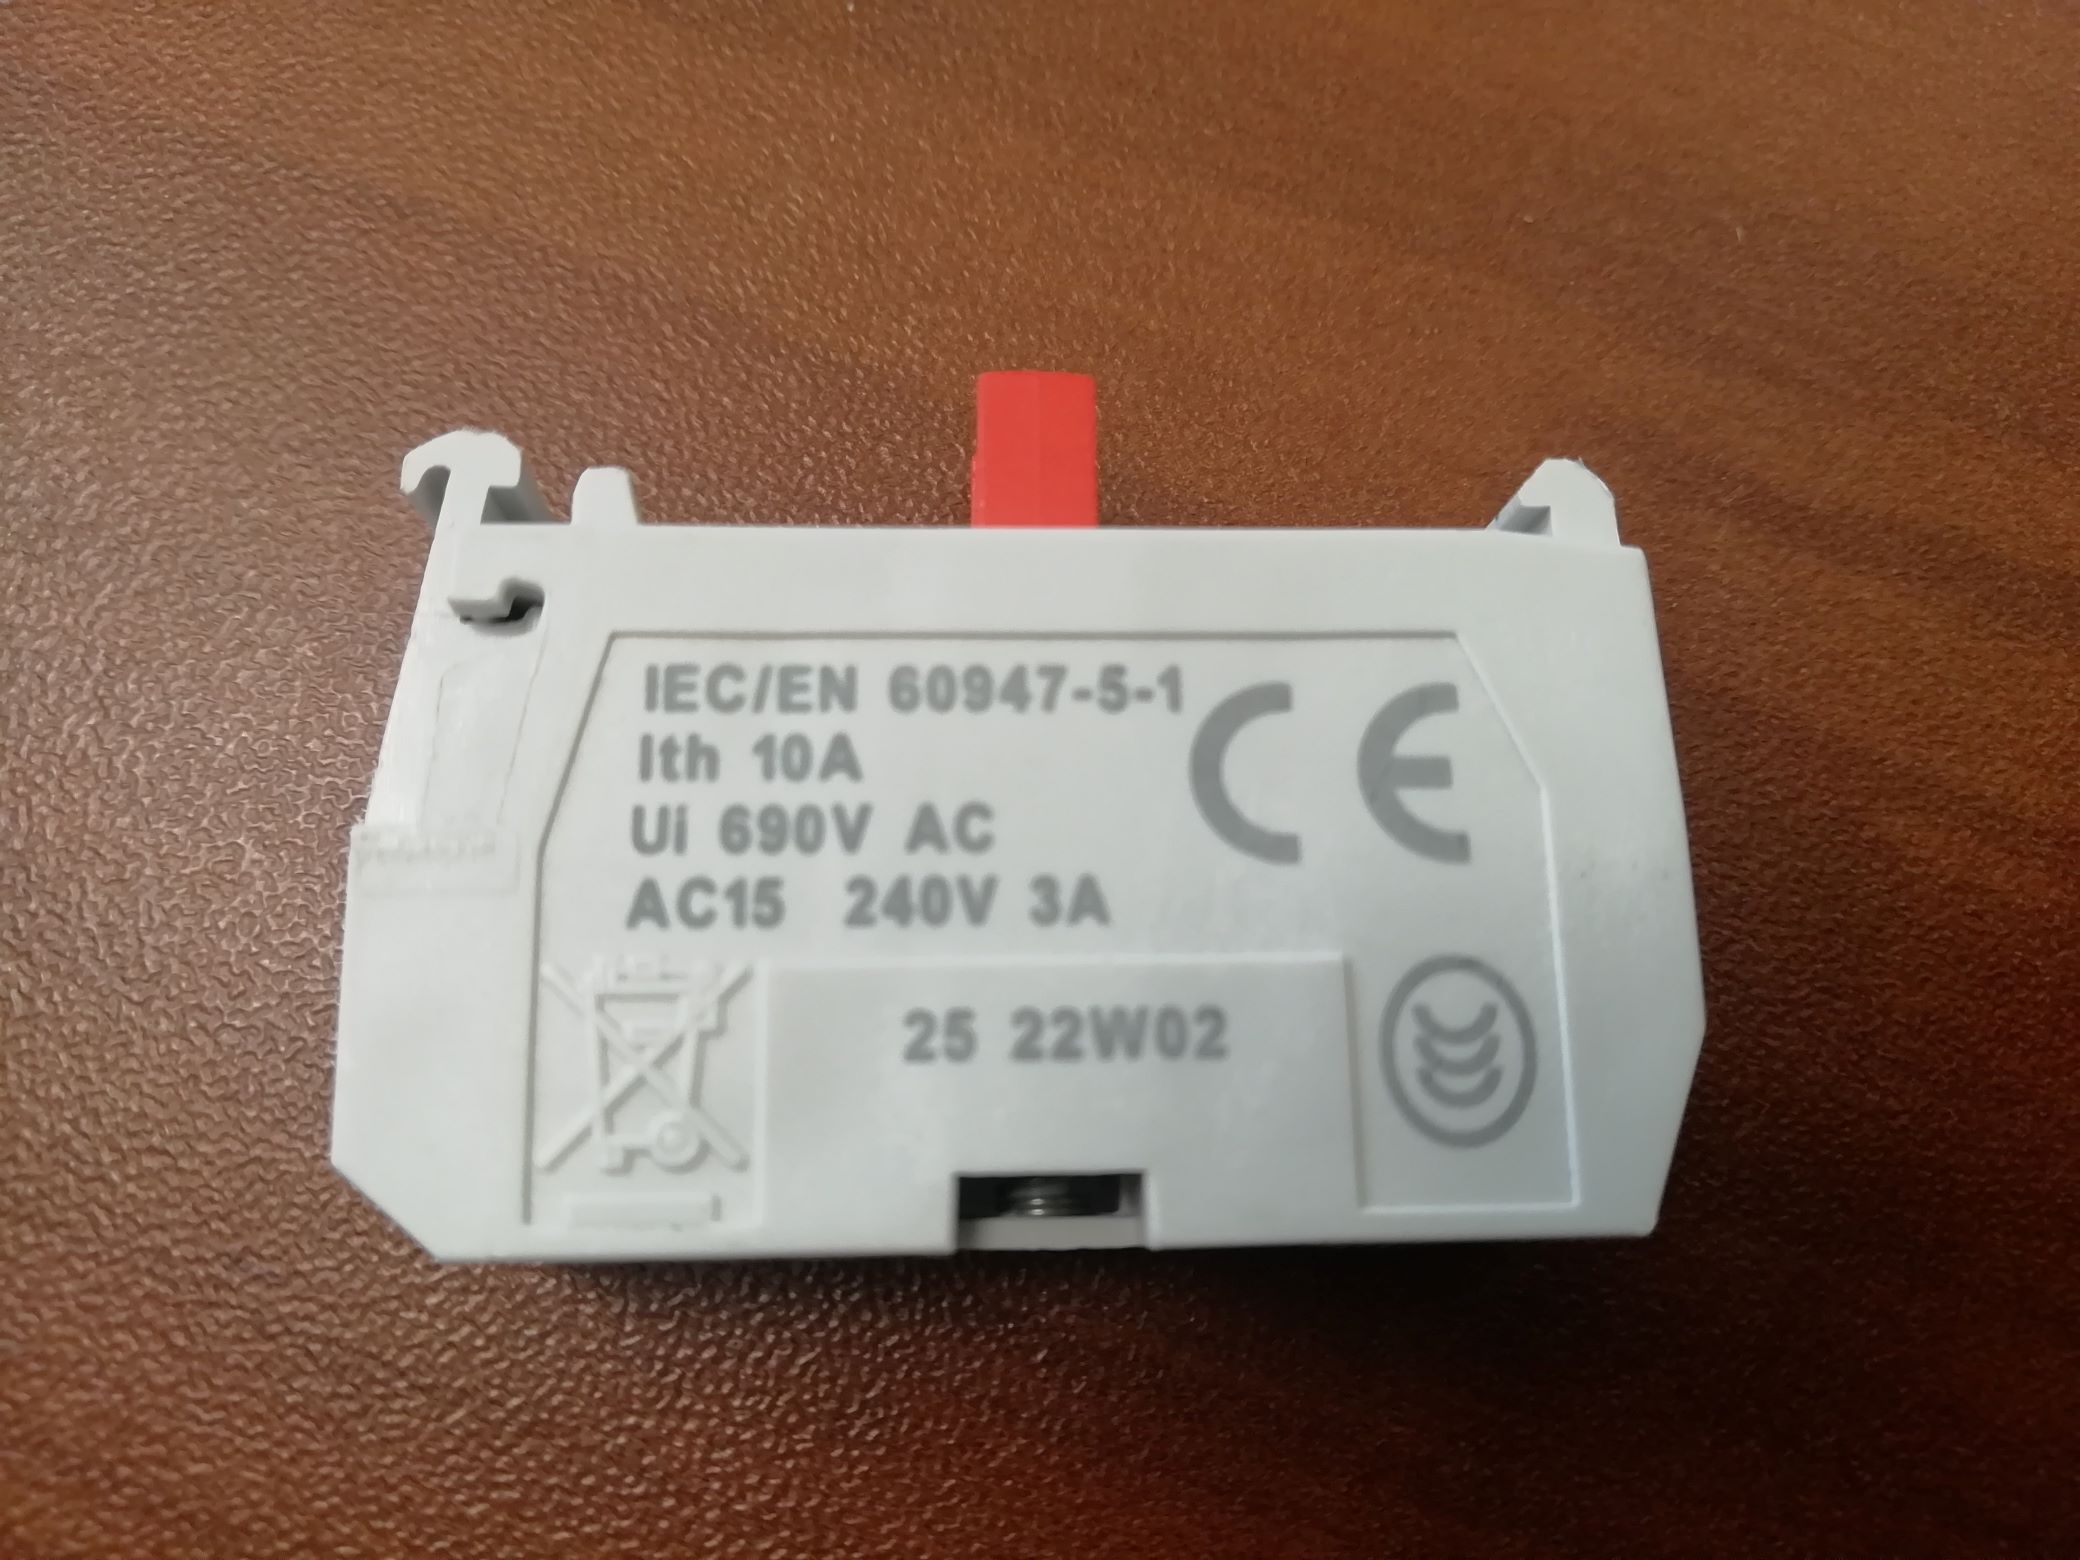 IEC/EN 60947-5-1
Ith 10A
Ui 690V AC
AC15 240V 3A
CE
25 22W02